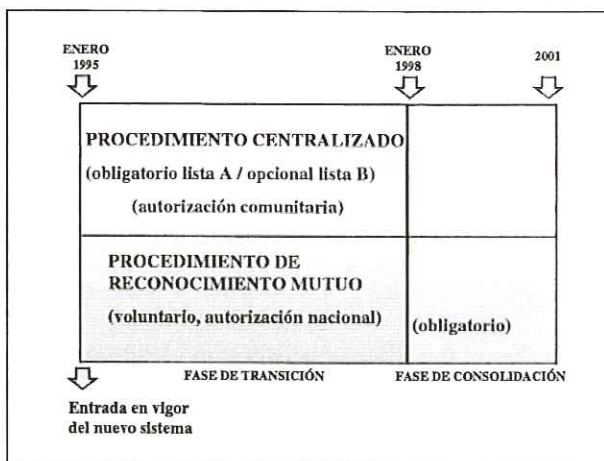 ENERO
1995
ENERO
1998
2001
PROCEDIMIENTO CENTRALIZADO
(obligatorio lista A / opcional lista B)
(autorización comunitaria)
PROCEDIMIENTO DE
RECONOCIMIENTO MUTUO
(voluntario, autorización nacional)
(obligatorio)
FASE DE TRANSICIÓN
FASE DE CONSOLIDACIÓN
Entrada en vigor
del nuevo sistema